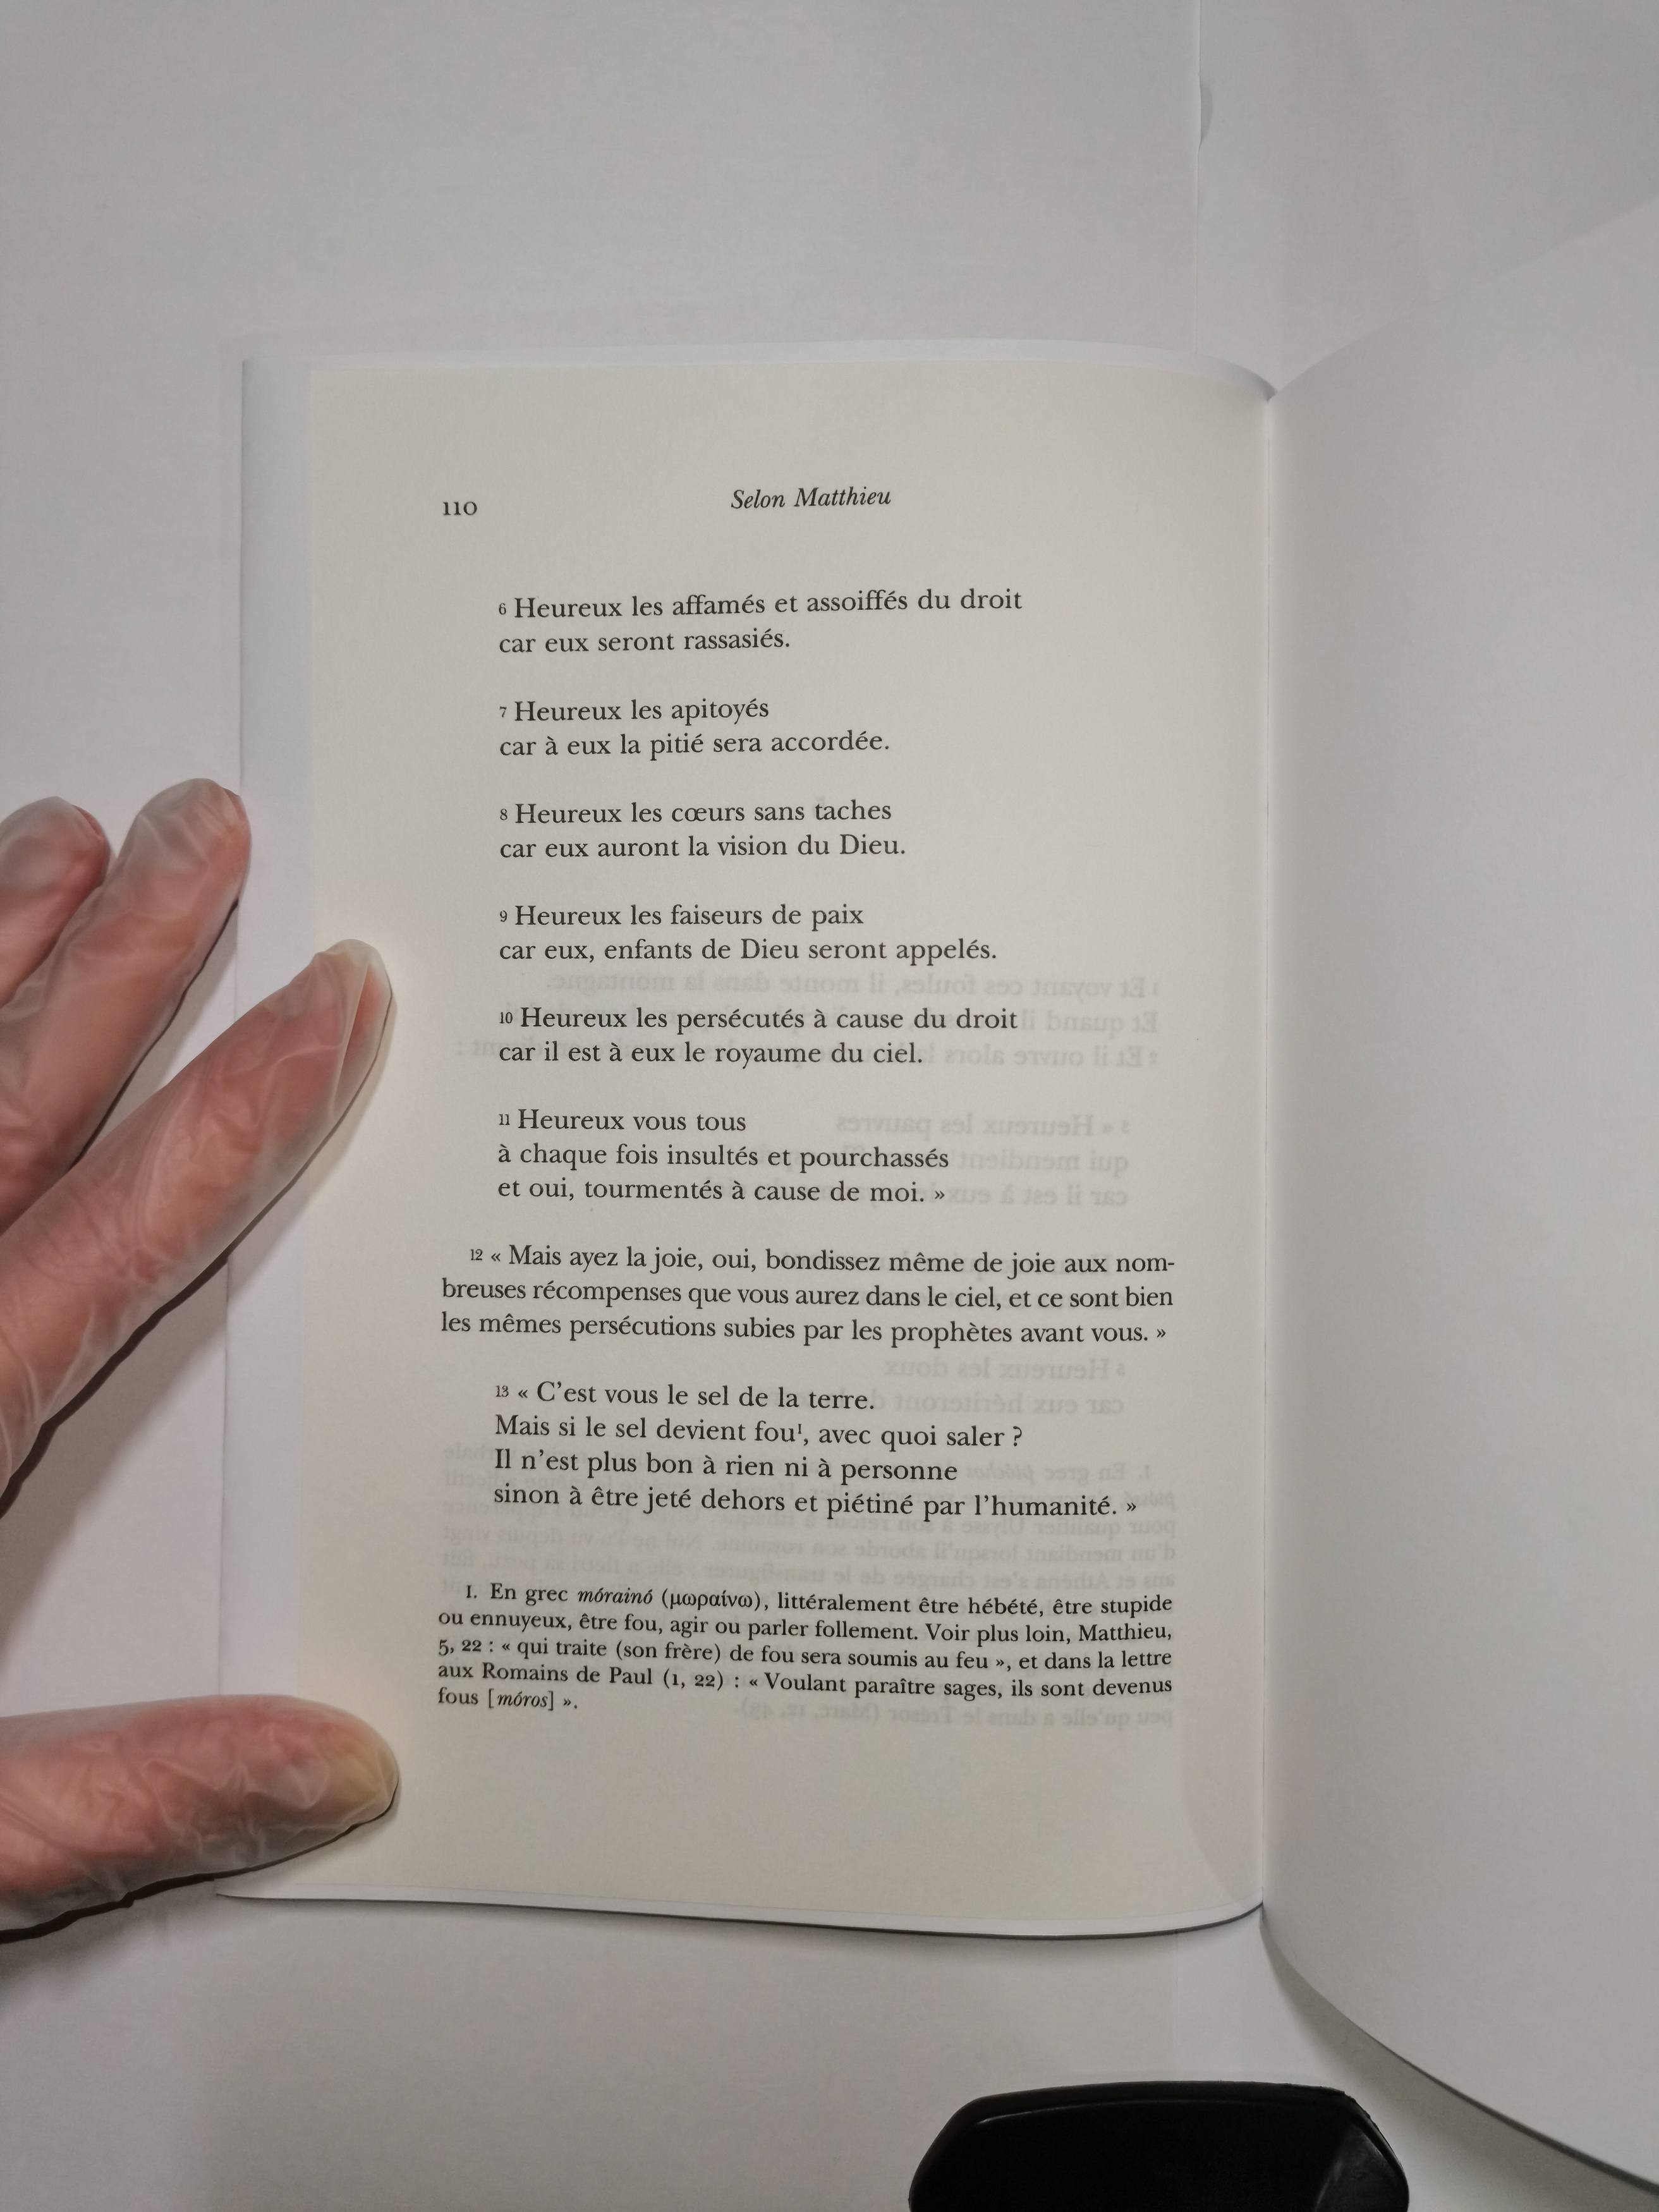 110
Selon Matthieu
6 Heureux les affamés et assoiffés du droit
car eux seront rassasiés.
7 Heureux les apitoyés
car à eux la pitié sera accordée.
8 Heureux les cœurs sans taches
car eux auront la vision du Dieu.
9 Heureux les faiseurs de paix
car eux, enfants de Dieu seront appelés.
10 Heureux les persécutés à cause du droit
car il est à eux le royaume du ciel.
11 Heureux vous tous
à chaque fois insultés et pourchassés
et oui, tourmentés à cause de moi. »
12 « Mais ayez la joie, oui, bondissez même de joie aux nom-
breuses récompenses que vous aurez dans le ciel, et ce sont bien
les mêmes persécutions subies par les prophètes avant vous. »
13 « C’est vous le sel de la terre.
Mais si le sel devient fou¹, avec quoi saler ?
Il n’est plus bon à rien ni à personne
sinon à être jeté dehors et piétiné par l’humanité. »
1. En grec mórainó (μωραίνω), littéralement être hébété, être stupide
ou ennuyeux, être fou, agir ou parler follement. Voir plus loin, Matthieu,
5, 22 : « qui traite (son frère) de fou sera soumis au feu », et dans la lettre
aux Romains de Paul (1, 22) : « Voulant paraître sages, ils sont devenus
fous [móros] ».